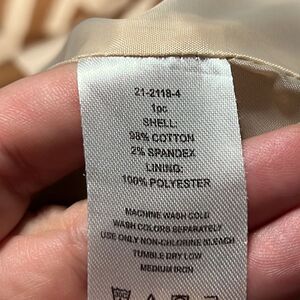 21-2118-4
1pc
SHELL:
98% COTTON
2% SPANDEX
LINING:
100% POLYESTER
MACHINE WASH COLD
WASH COLORS SEPARATELY
USE ONLY NON-CHLORINE BLEACH
TUMBLE DRY LOW
MEDIUM IRON